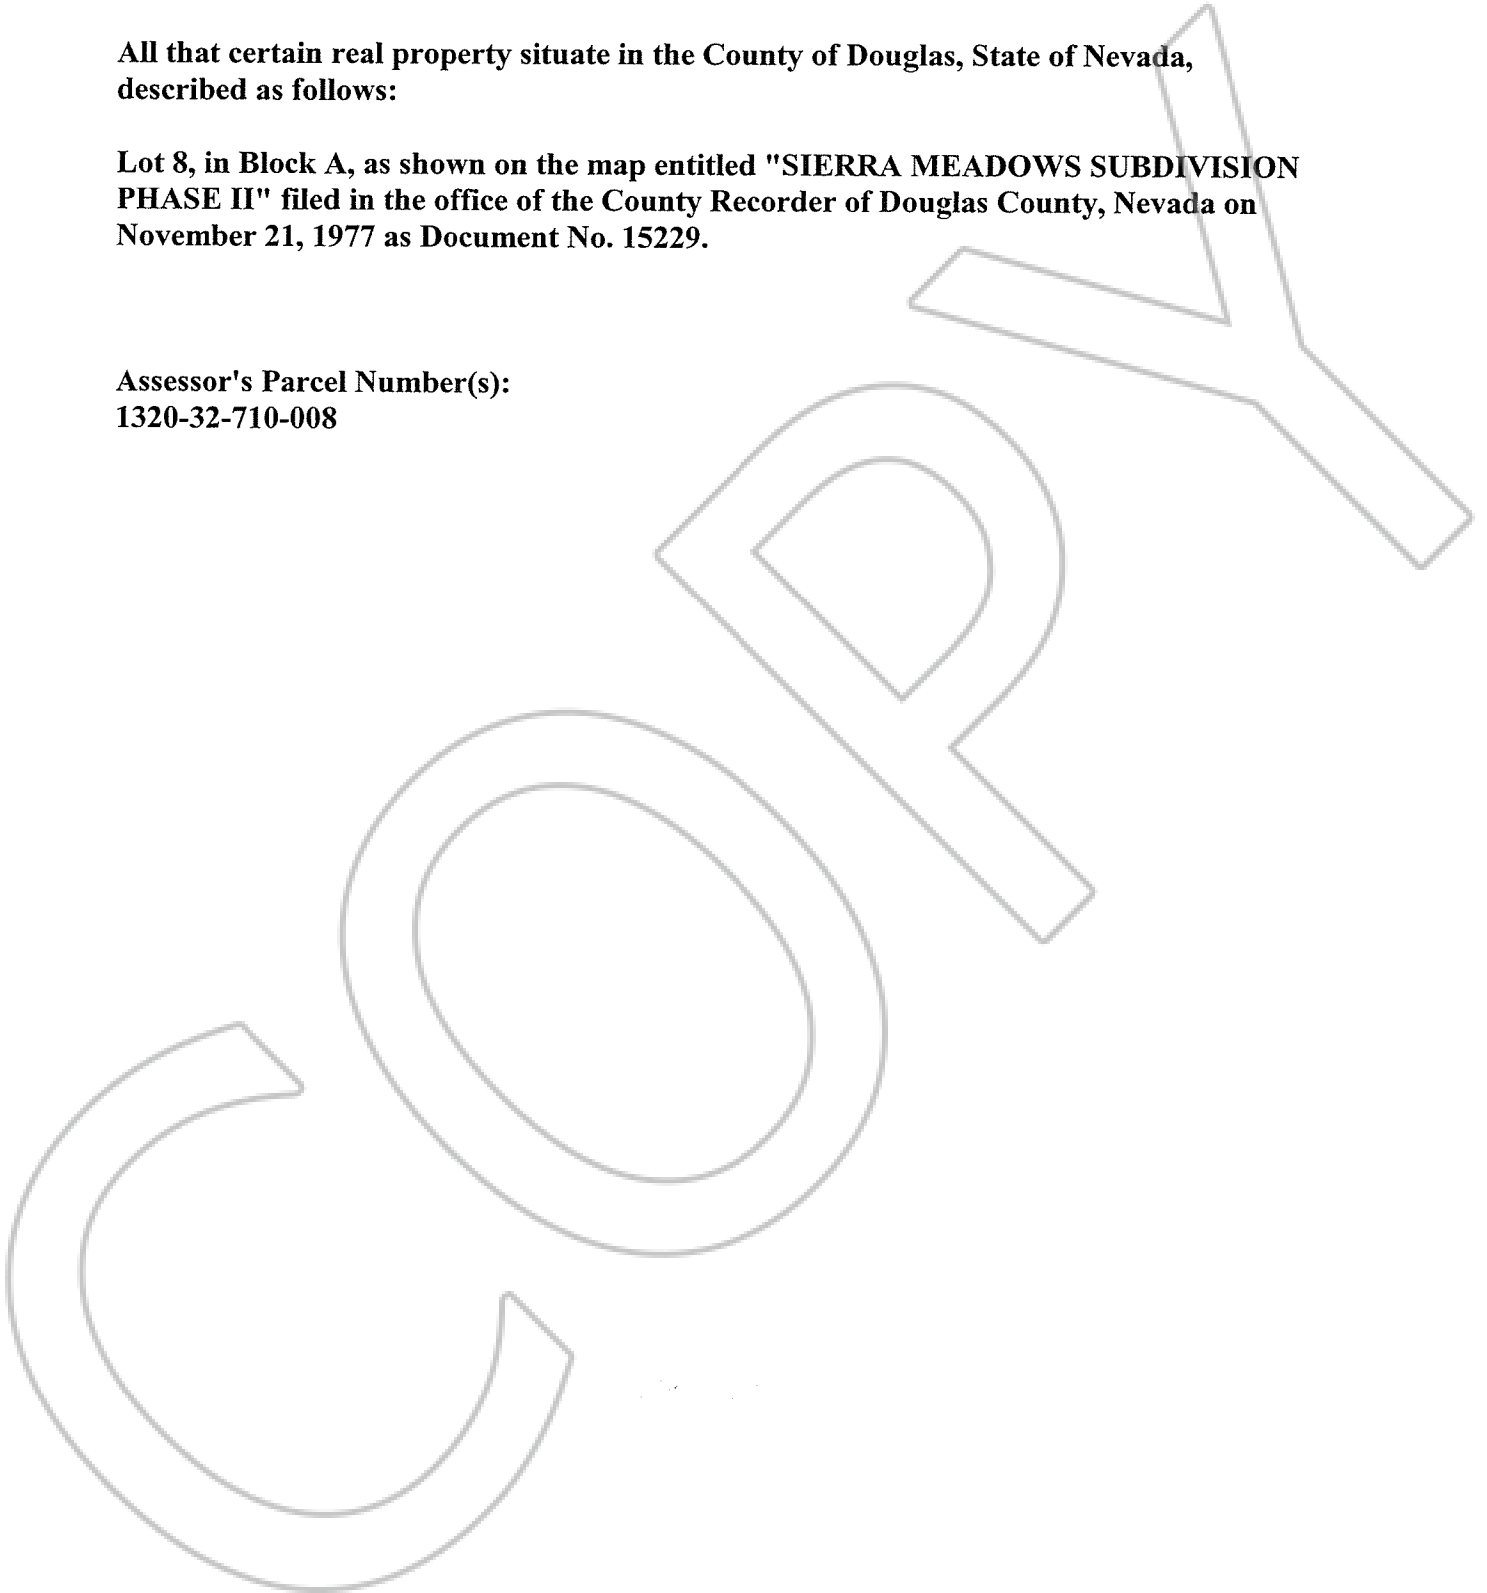 All that certain real property situate in the County of Douglas, State of Nevada,
described as follows:
Lot 8, in Block A, as shown on the map entitled "SIERRA MEADOWS SUBDIVISION
PHASE II" filed in the office of the County Recorder of Douglas County, Nevada on
November 21, 1977 as Document No. 15229.
Assessor's Parcel Number(s):
1320-32-710-008
COPY